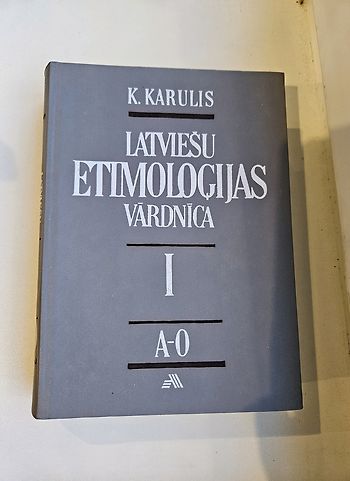 K. KARULIS
LATVIEŠU
ETIMOLOĢIJAS
VĀRDNĪCA
I
A-O